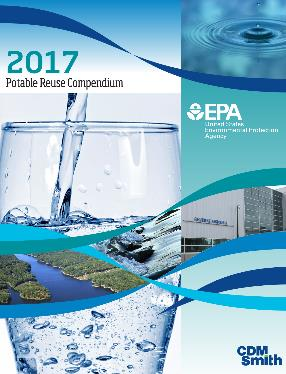 2017
Potable Reuse Compendium
EPA
United States
Environmental Protection
Agency
CDM
Smith